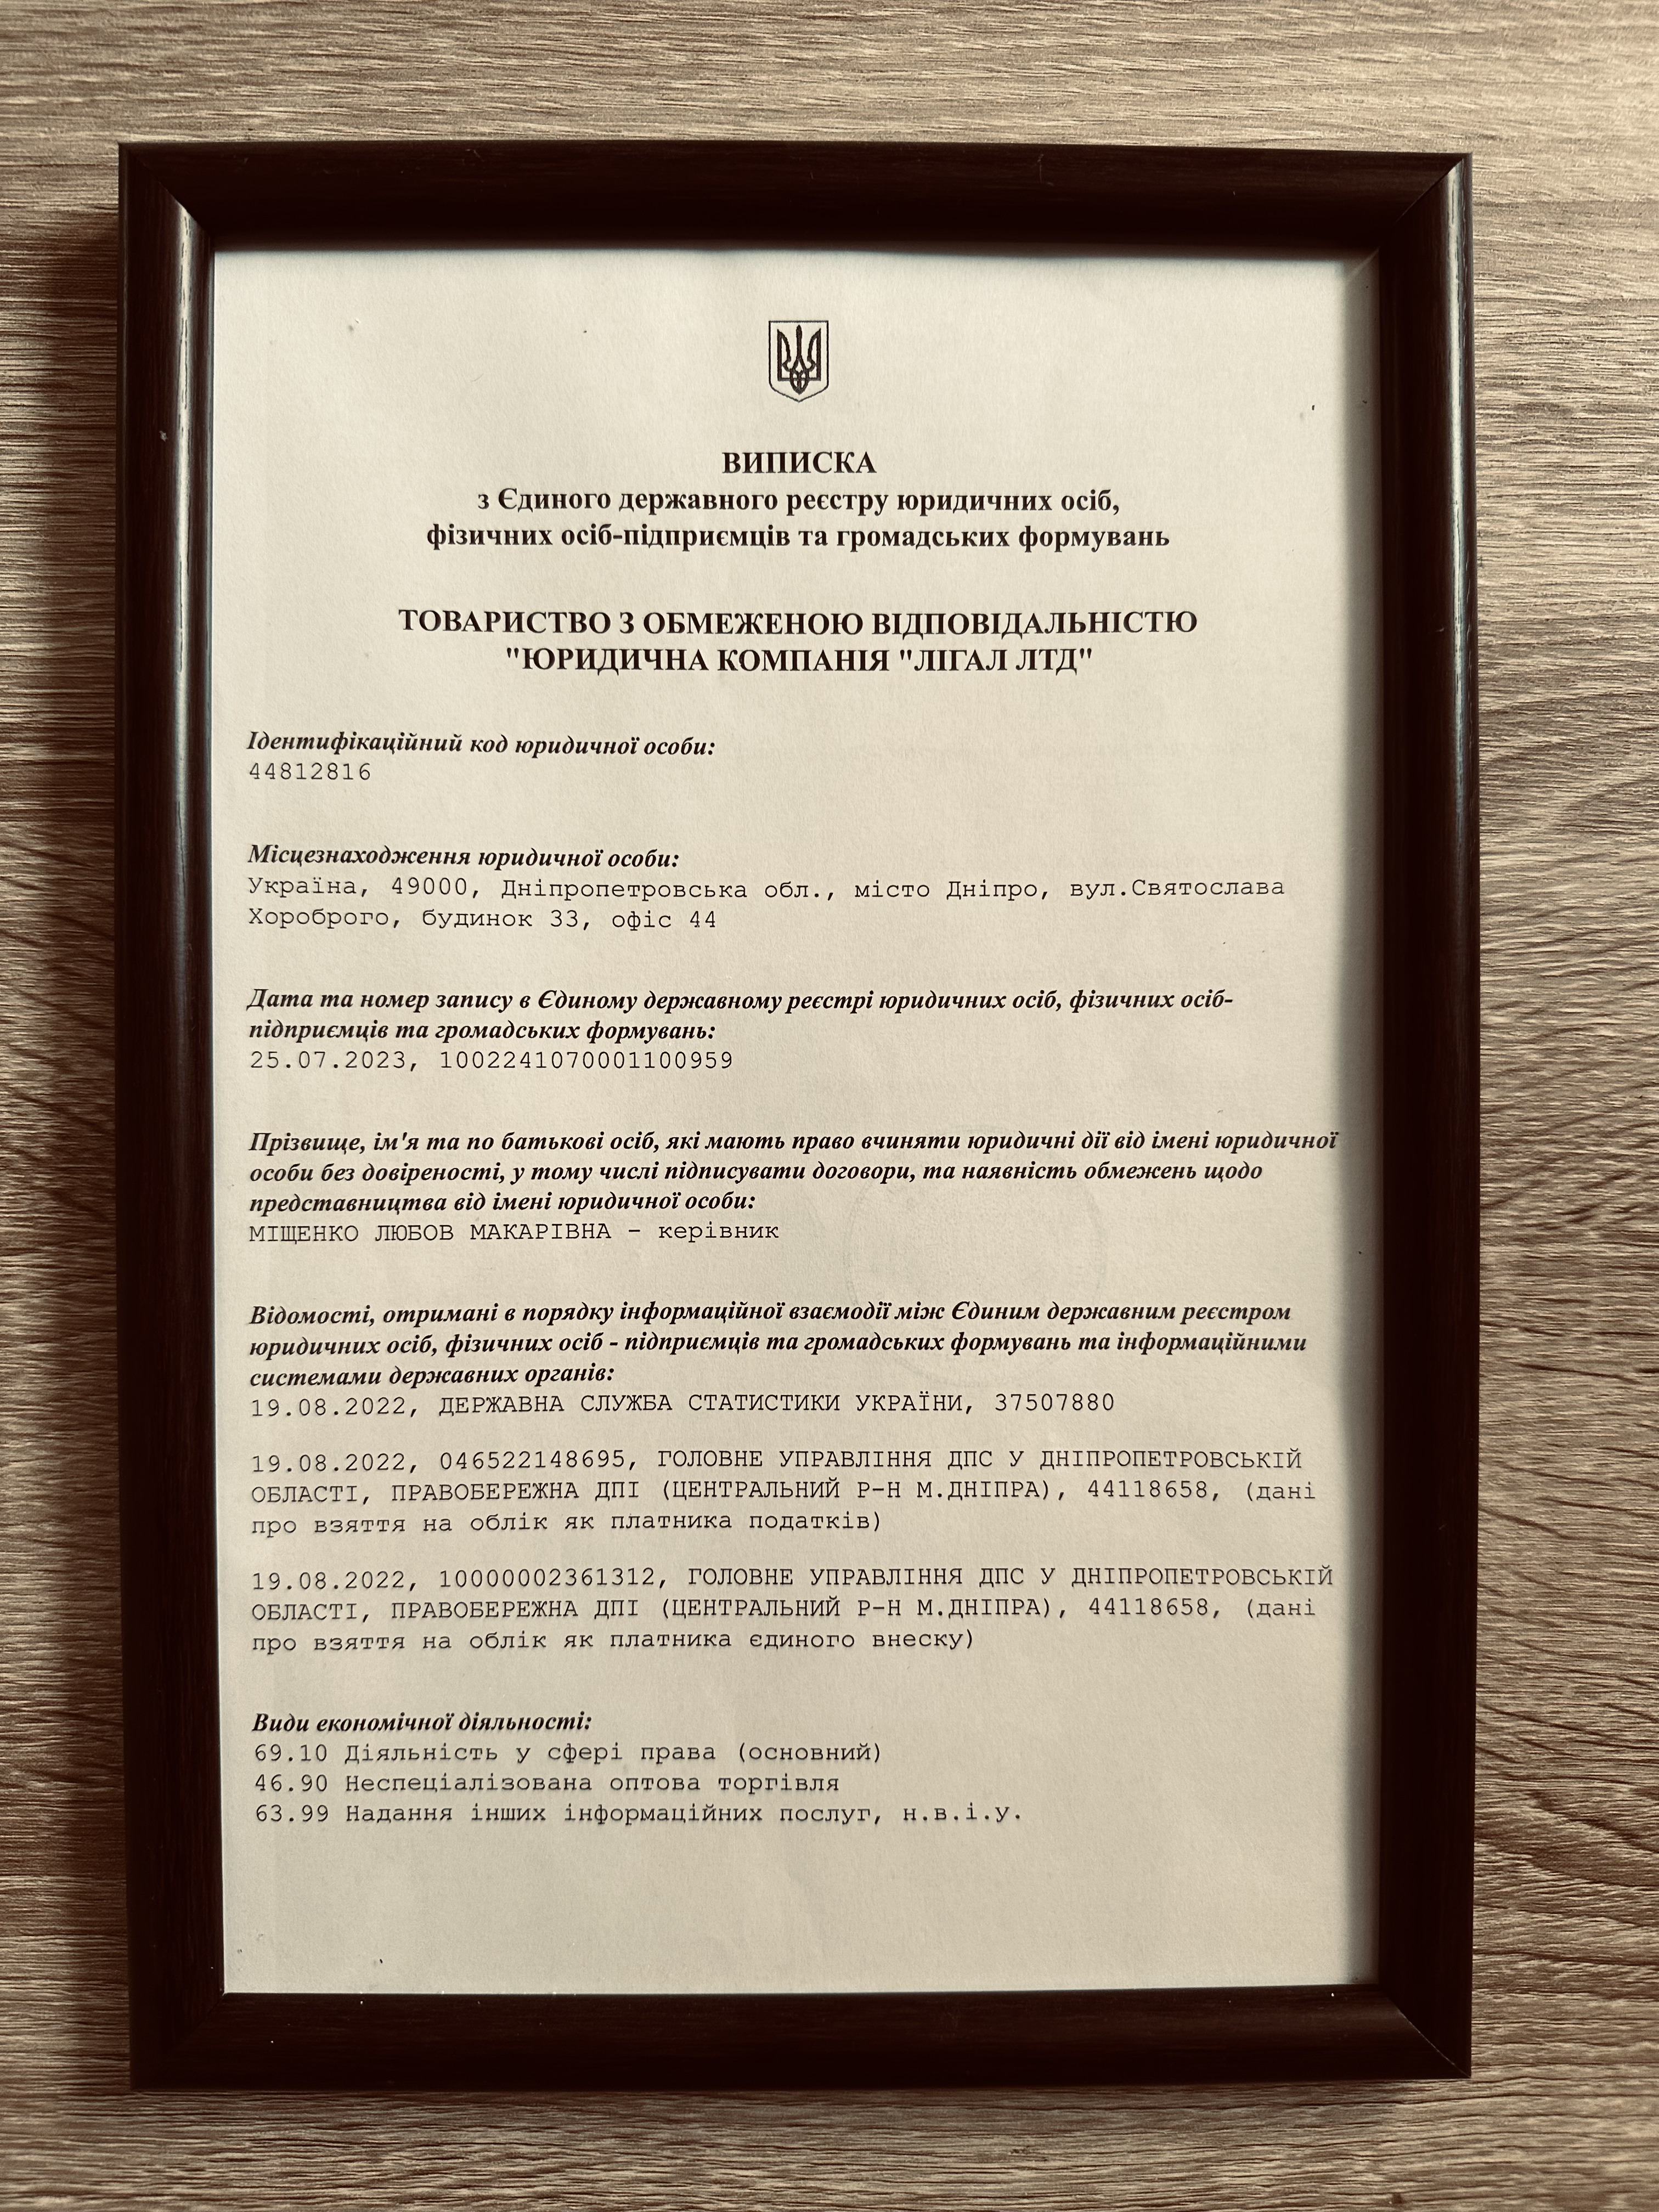 ВИПИСКА
з Єдиного державного реєстру юридичних осіб,
фізичних осіб-підприємців та громадських формувань
ТОВАРИСТВО З ОБМЕЖЕНОЮ ВІДПОВІДАЛЬНІСТЮ
"ЮРИДИЧНА КОМПАНІЯ "ЛІГАЛ ЛТД"
Ідентифікаційний код юридичної особи:
44812816
Місцезнаходження юридичної особи:
Україна, 49000, Дніпропетровська обл., місто Дніпро, вул.Святослава
Хороброго, будинок 33, офіс 44
Дата та номер запису в Єдиному державному реєстрі юридичних осіб, фізичних осіб-
підприємців та громадських формувань:
25.07.2023, 1002241070001100959
Прізвище, ім'я та по батькові осіб, які мають право вчиняти юридичні дії від імені юридичної
особи без довіреності, у тому числі підписувати договори, та наявність обмежень щодо
представництва від імені юридичної особи:
МІЩЕНКО ЛЮБОВ МАКАРІВНА - керівник
Відомості, отримані в порядку інформаційної взаємодії між Єдиним державним реєстром
юридичних осіб, фізичних осіб - підприємців та громадських формувань та інформаційними
системами державних органів:
19.08.2022, ДЕРЖАВНА СЛУЖБА СТАТИСТИКИ УКРАЇНИ, 37507880
19.08.2022, 046522148695, ГОЛОВНЕ УПРАВЛІННЯ ДПС У ДНІПРОПЕТРОВСЬКІЙ
ОБЛАСТІ, ПРАВОБЕРЕЖНА ДПІ (ЦЕНТРАЛЬНИЙ Р-Н М.ДНІПРА), 44118658, (дані
про взяття на облік як платника податків)
19.08.2022, 10000002361312, ГОЛОВНЕ УПРАВЛІННЯ ДПС У ДНІПРОПЕТРОВСЬКІЙ
ОБЛАСТІ, ПРАВОБЕРЕЖНА ДПІ (ЦЕНТРАЛЬНИЙ Р-Н М.ДНІПРА), 44118658, (дані
про взяття на облік як платника єдиного внеску)
Види економічної діяльності:
69.10 Діяльність у сфері права (основний)
46.90 Неспеціалізована оптова торгівля
63.99 Надання інших інформаційних послуг, н.в.і.у.